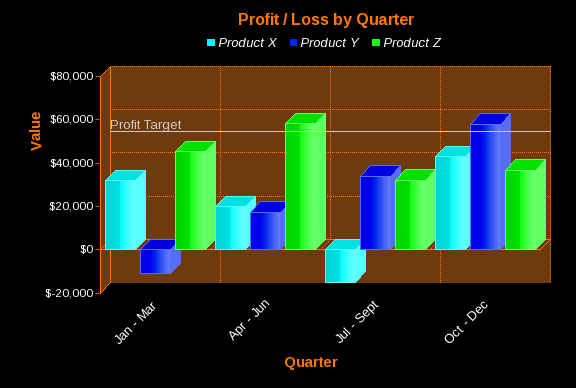 Profit / Loss by Quarter
Product X Product Y Product Z
$80,000
$60,000
$40,000
$20,000
$0
$-20,000
Value
Profit Target
Jan - Mar
Apr - Jun
Jul - Sept
Oct - Dec
Quarter